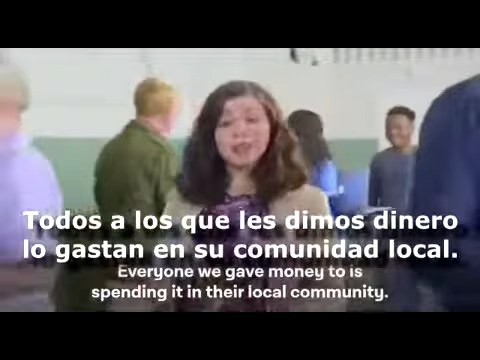 Todos a los que les dimos dinero
lo gastan en su comunidad local.
Everyone we gave money to is
spending it in their local community.